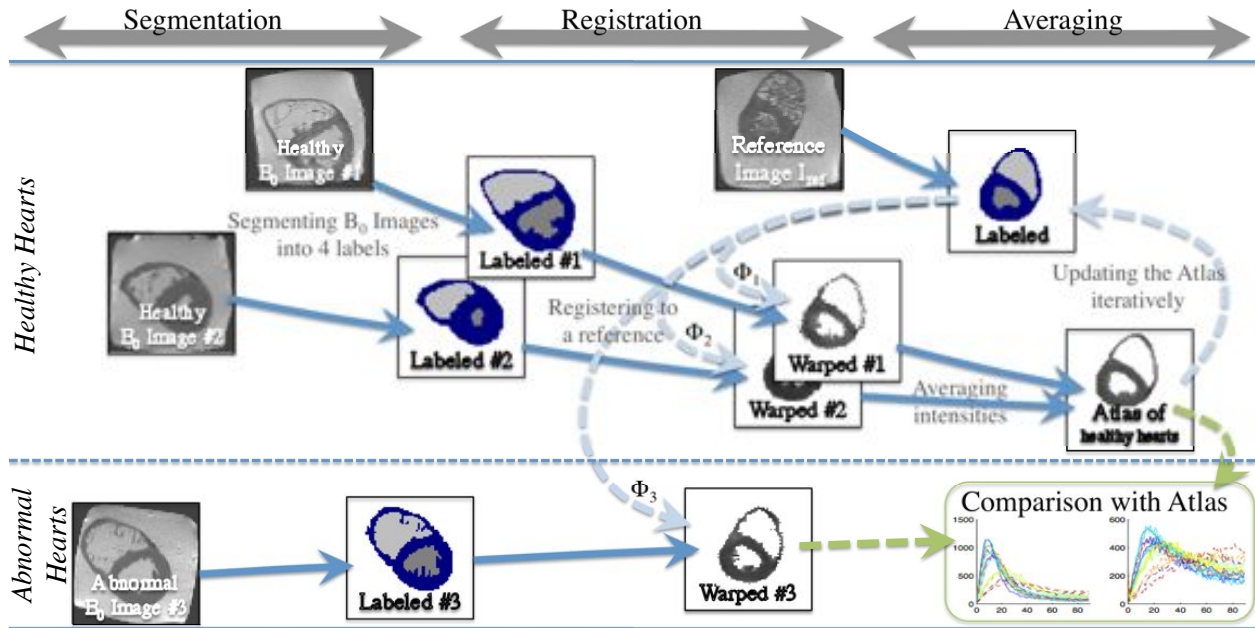 Segmentation
Registration
Averaging
Healthy Hearts
Healthy
B₀ Image #1
Reference
Image I_ref
Segmenting B₀ Images
into 4 labels
Labeled #1
Labeled
Healthy
B₀ Image #2
Labeled #2
Registering to
a reference
Φ₁
Φ₂
Warped #1
Warped #2
Updating the Atlas
iteratively
Averaging
intensities
Atlas of
healthy hearts
Abnormal
Hearts
Abnormal
B₀ Image #3
Labeled #3
Φ₃
Warped #3
Comparison with Atlas
1500
1000
500
0
0 20 40 60 80
600
400
200
0
0 20 40 60 80